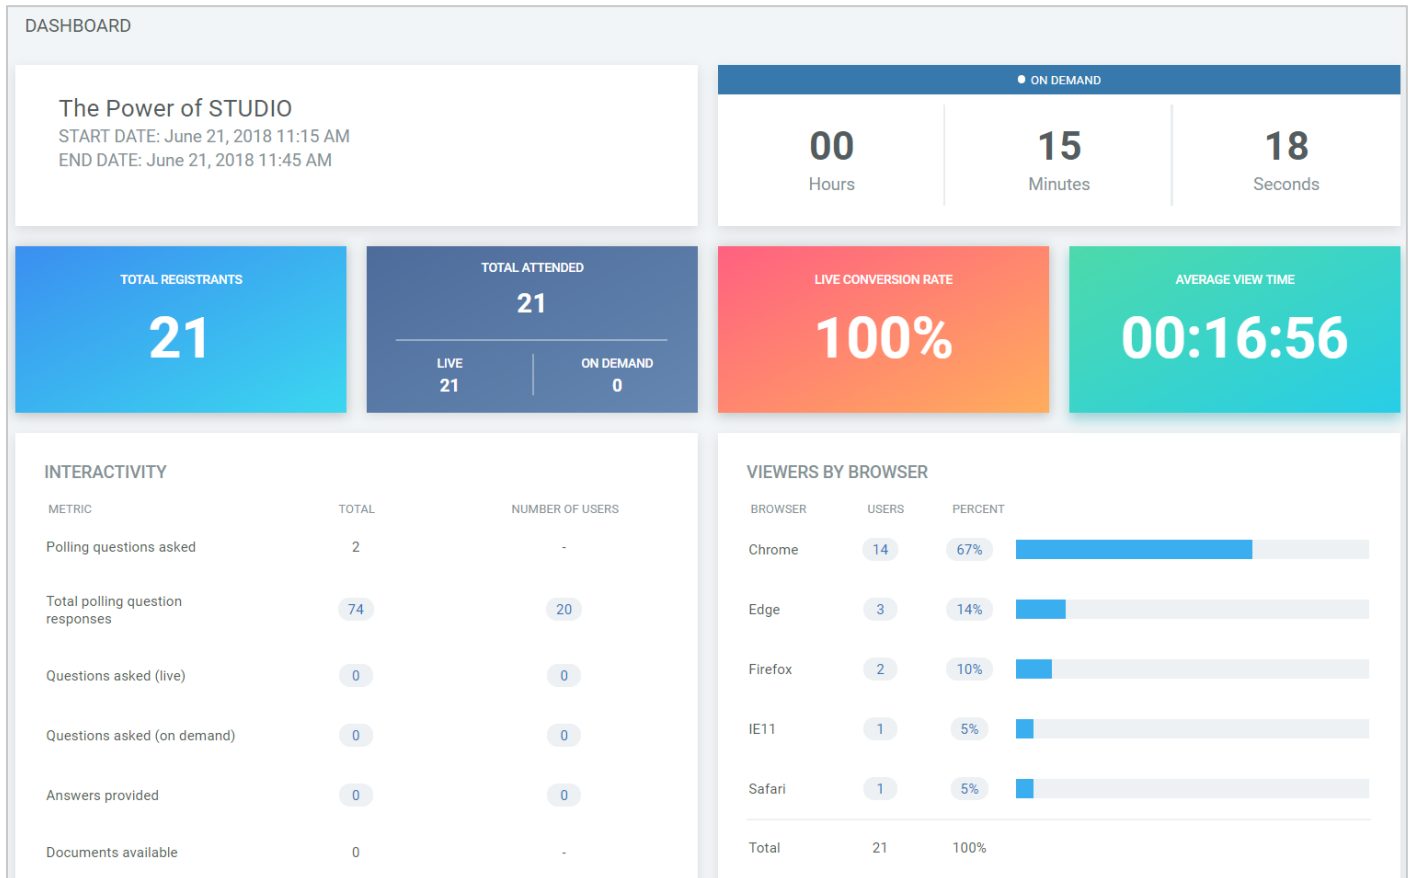 DASHBOARD
The Power of STUDIO
START DATE: June 21, 2018 11:15 AM
END DATE: June 21, 2018 11:45 AM
ON DEMAND
00 15 18
Hours Minutes Seconds
TOTAL REGISTRANTS
21
TOTAL ATTENDED
21
LIVE ON DEMAND
21 0
LIVE CONVERSION RATE
100%
AVERAGE VIEW TIME
00:16:56
INTERACTIVITY
METRIC TOTAL NUMBER OF USERS
Polling questions asked 2 -
Total polling question
responses 74 20
Questions asked (live) 0 0
Questions asked (on demand) 0 0
Answers provided 0 0
Documents available 0 -
VIEWERS BY BROWSER
BROWSER USERS PERCENT
Chrome 14 67%
Edge 3 14%
Firefox 2 10%
IE11 1 5%
Safari 1 5%
Total 21 100%